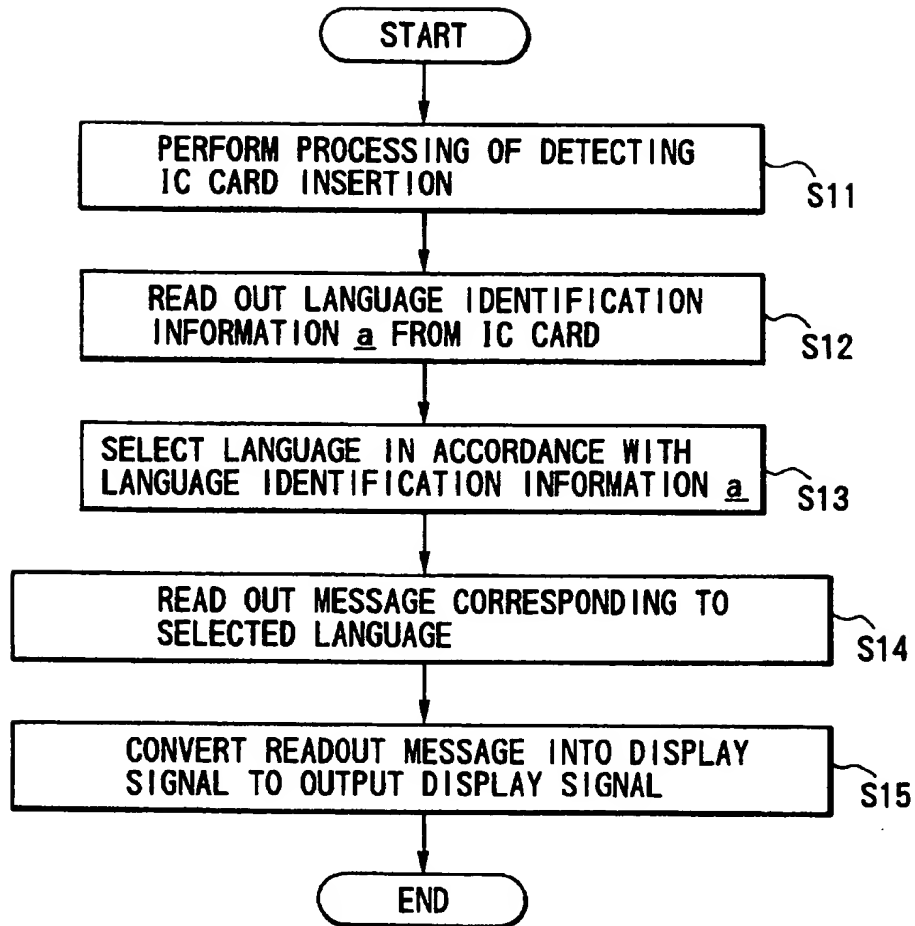 START
PERFORM PROCESSING OF DETECTING
IC CARD INSERTION
S11
READ OUT LANGUAGE IDENTIFICATION
INFORMATION a FROM IC CARD
S12
SELECT LANGUAGE IN ACCORDANCE WITH
LANGUAGE IDENTIFICATION INFORMATION a
S13
READ OUT MESSAGE CORRESPONDING TO
SELECTED LANGUAGE
S14
CONVERT READOUT MESSAGE INTO DISPLAY
SIGNAL TO OUTPUT DISPLAY SIGNAL
S15
END